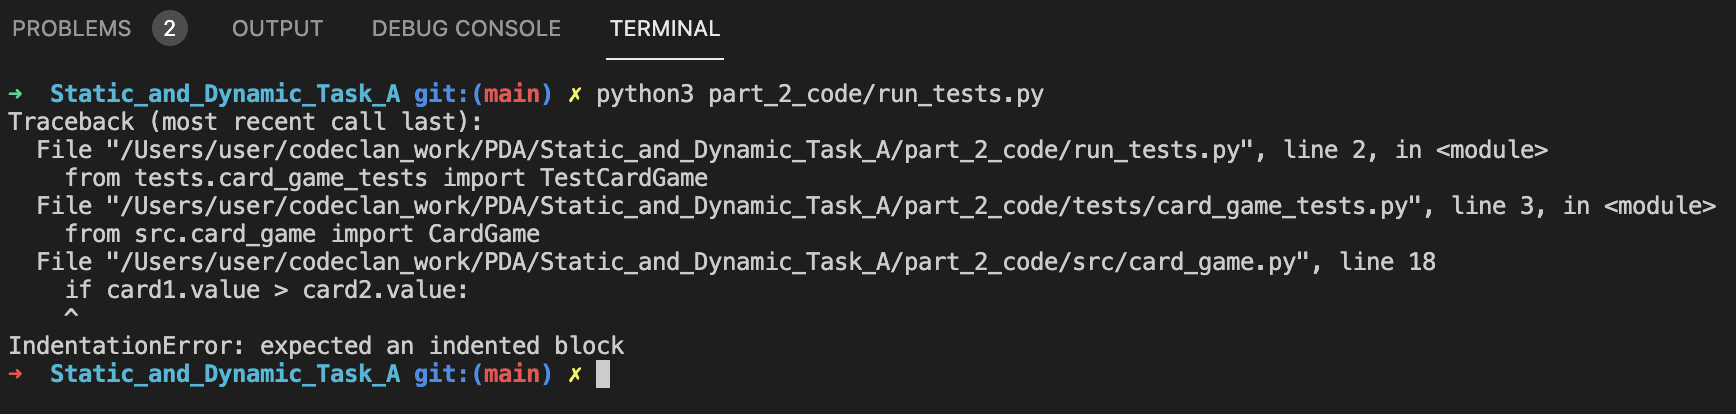 PROBLEMS 2 OUTPUT DEBUG CONSOLE TERMINAL
➜  Static_and_Dynamic_Task_A git:(main) ✗ python3 part_2_code/run_tests.py
Traceback (most recent call last):
  File "/Users/user/codeclan_work/PDA/Static_and_Dynamic_Task_A/part_2_code/run_tests.py", line 2, in <module>
    from tests.card_game_tests import TestCardGame
  File "/Users/user/codeclan_work/PDA/Static_and_Dynamic_Task_A/part_2_code/tests/card_game_tests.py", line 3, in <module>
    from src.card_game import CardGame
  File "/Users/user/codeclan_work/PDA/Static_and_Dynamic_Task_A/part_2_code/src/card_game.py", line 18
    if card1.value > card2.value:
    ^
IndentationError: expected an indented block
➜  Static_and_Dynamic_Task_A git:(main) ✗